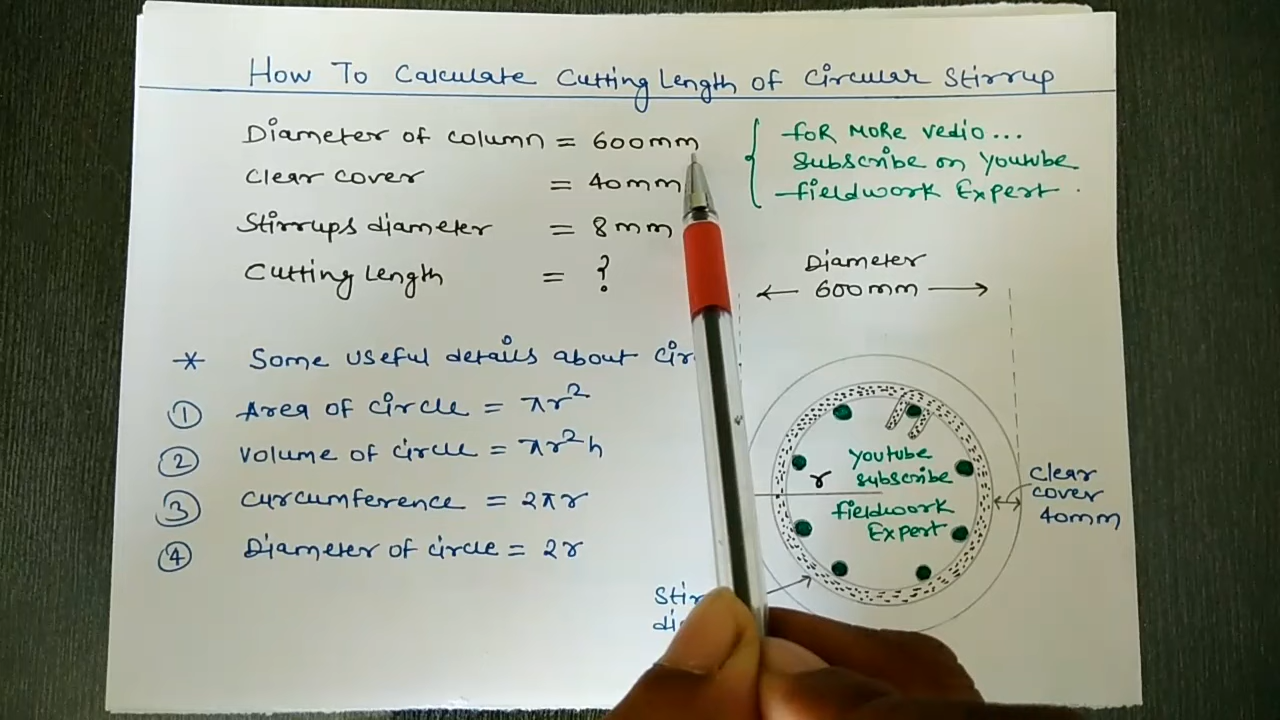 How To Calculate Cutting Length of Circular Stirrup
Diameter of column = 600mm
Clear cover = 40mm
Stirrups diameter = 8mm
Cutting Length = ?
{ FOR MORE Vedio...
Subscribe on Youtube
fieldwork Expert .
Diameter
600mm
* Some useful details about
① Area of circle = πr²
② Volume of circle = πr²h
③ Curcumference = 2πr
④ Diameter of circle = 2r
youtube
r subscribe
fieldwork
Expert
Clear
cover
40mm